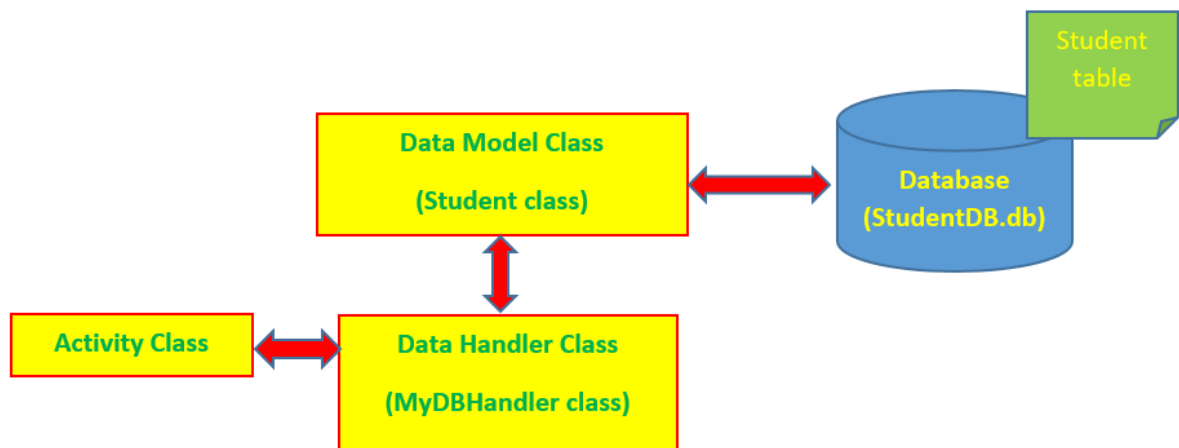 Student
table
Data Model Class
(Student class)
Database
(StudentDB.db)
Activity Class
Data Handler Class
(MyDBHandler class)